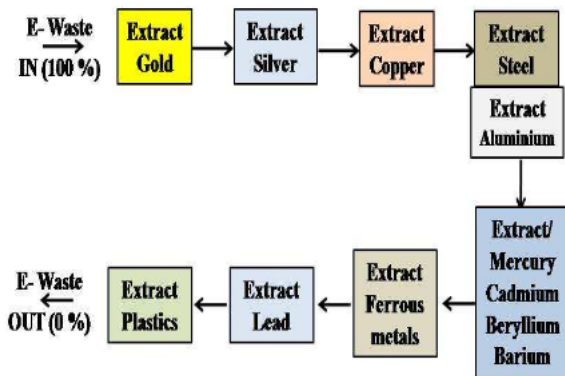 E- Waste
IN (100 %)
Extract
Gold
Extract
Silver
Extract
Copper
Extract
Steel
Extract
Aluminium
Extract/
Mercury
Cadmium
Beryllium
Barium
Extract
Ferrous
metals
Extract
Lead
Extract
Plastics
E- Waste
OUT (0 %)